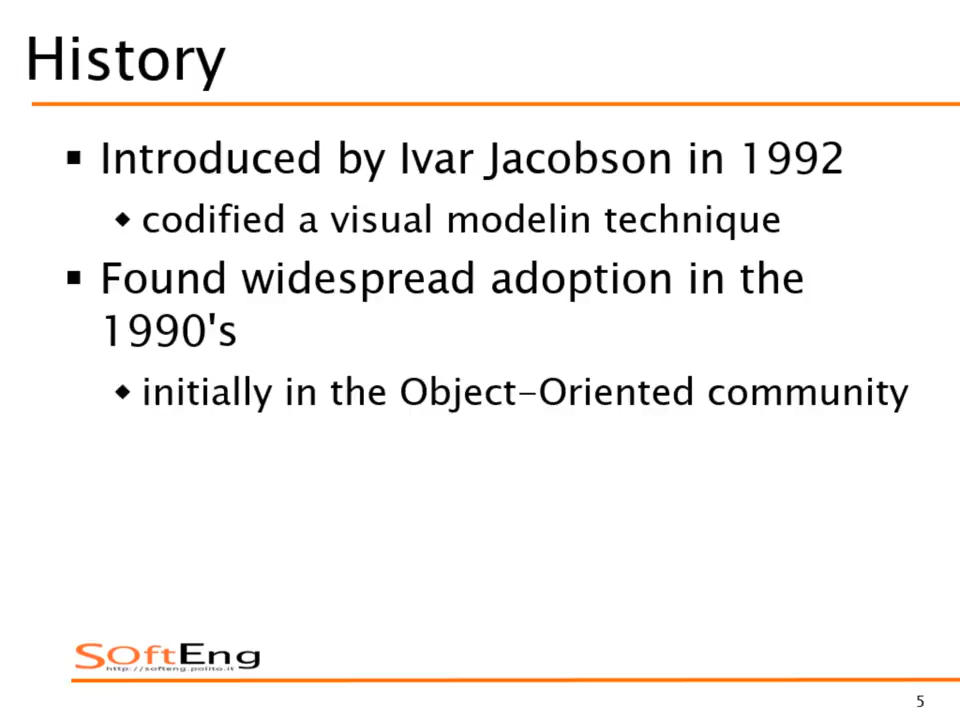 History
▪ Introduced by Ivar Jacobson in 1992
◆ codified a visual modelin technique
▪ Found widespread adoption in the
1990's
◆ initially in the Object-Oriented community
SoftEng
http://softeng.polito.it
5